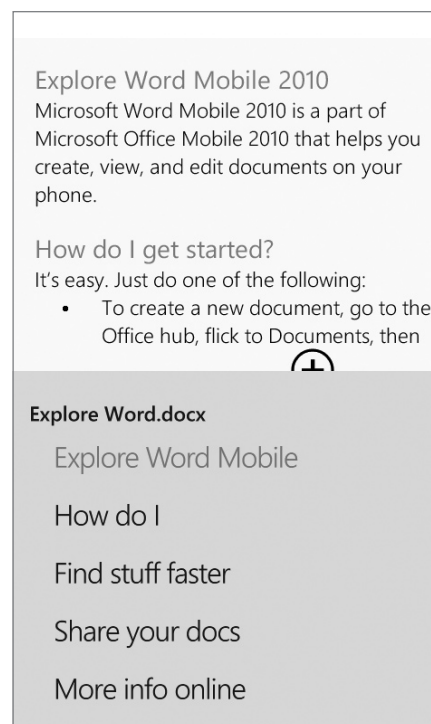 Explore Word Mobile 2010
Microsoft Word Mobile 2010 is a part of
Microsoft Office Mobile 2010 that helps you
create, view, and edit documents on your
phone.
How do I get started?
It's easy. Just do one of the following:
• To create a new document, go to the
Office hub, flick to Documents, then
Explore Word.docx
Explore Word Mobile
How do I
Find stuff faster
Share your docs
More info online